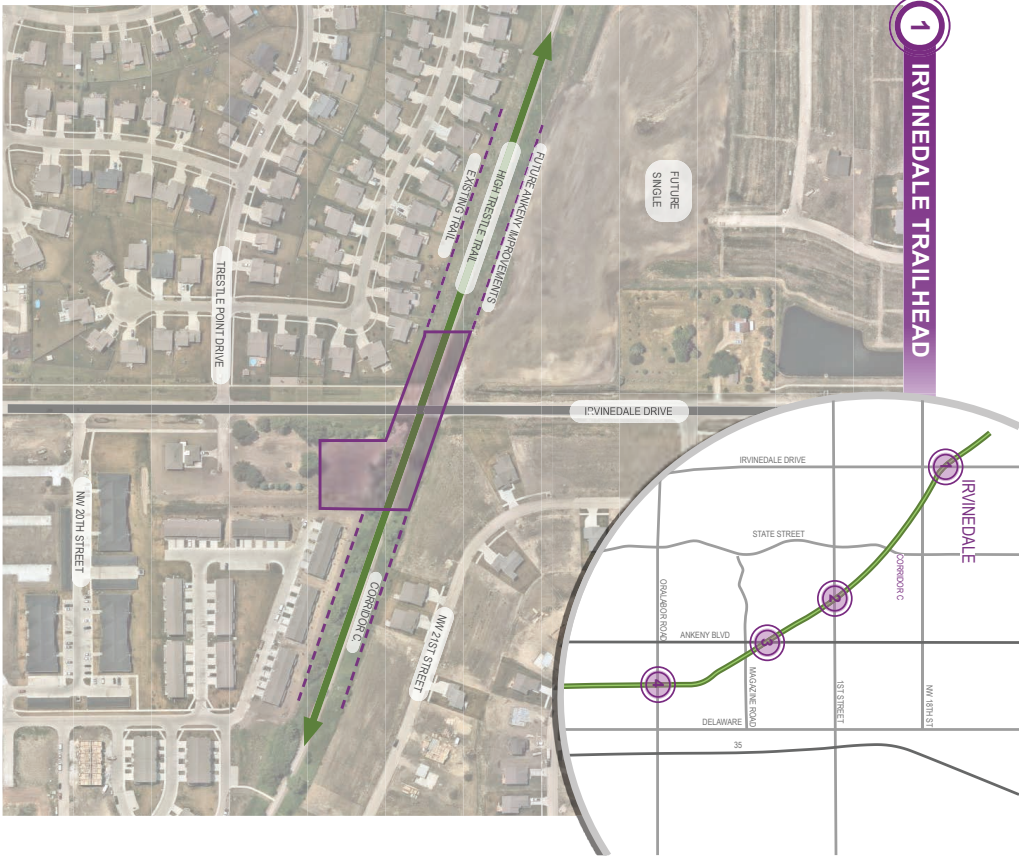 1
IRVINEDALE TRAILHEAD
FUTURE
SINGLE
FUTURE ANKENY IMPROVEMENTS
HIGH TRESTLE TRAIL
EXISTING TRAIL
TRESTLE POINT DRIVE
IRVINEDALE DRIVE
NW 20TH STREET
CORRIDOR C
NW 21ST STREET
1
IRVINEDALE
IRVINEDALE DRIVE
STATE STREET
CORRIDOR C
2
ORALABOR ROAD
ANKENY BLVD
3
4
MAGAZINE ROAD
1ST STREET
NW 18TH ST
DELAWARE
35